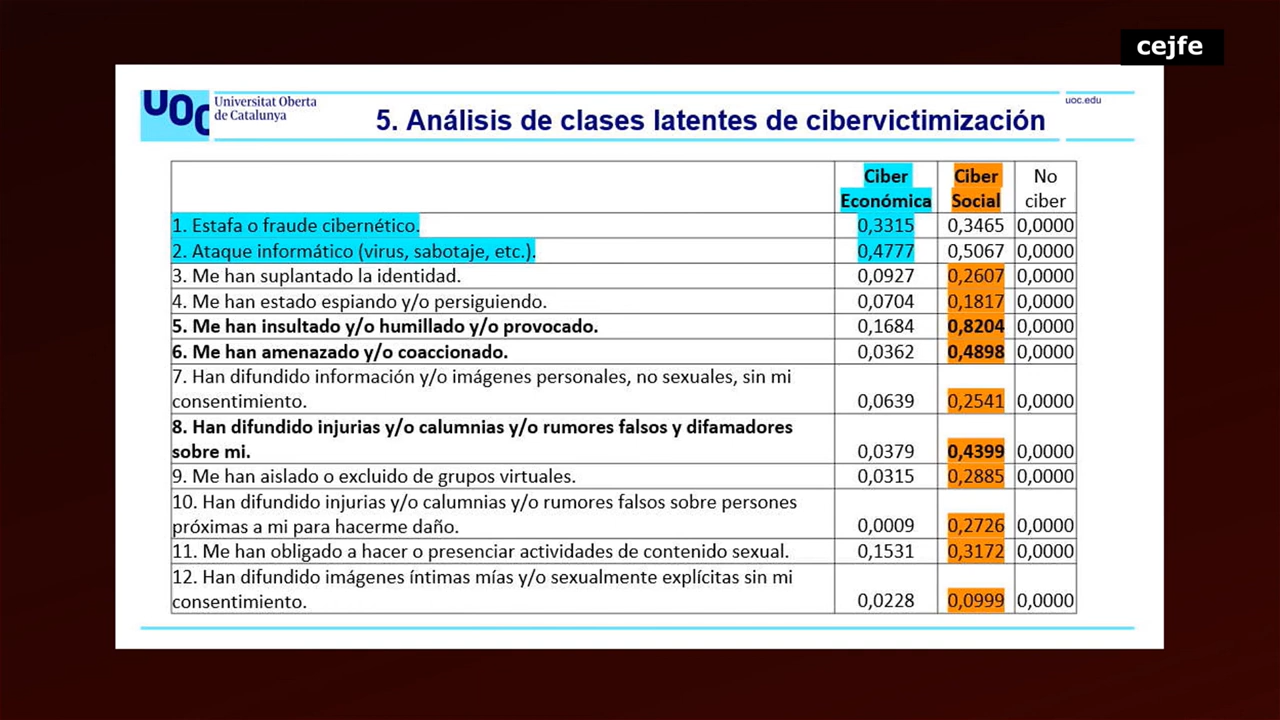 cejfe
UOC
Universitat Oberta
de Catalunya
uoc.edu
5. Análisis de clases latentes de cibervictimización
Ciber Económica Ciber Social No ciber
1. Estafa o fraude cibernético. 0,3315 0,3465 0,0000
2. Ataque informático (virus, sabotaje, etc.). 0,4777 0,5067 0,0000
3. Me han suplantado la identidad. 0,0927 0,2607 0,0000
4. Me han estado espiando y/o persiguiendo. 0,0704 0,1817 0,0000
5. Me han insultado y/o humillado y/o provocado. 0,1684 0,8204 0,0000
6. Me han amenazado y/o coaccionado. 0,0362 0,4898 0,0000
7. Han difundido información y/o imágenes personales, no sexuales, sin mi
consentimiento. 0,0639 0,2541 0,0000
8. Han difundido injurias y/o calumnias y/o rumores falsos y difamadores
sobre mi. 0,0379 0,4399 0,0000
9. Me han aislado o excluido de grupos virtuales. 0,0315 0,2885 0,0000
10. Han difundido injurias y/o calumnias y/o rumores falsos sobre persones
próximas a mi para hacerme daño. 0,0009 0,2726 0,0000
11. Me han obligado a hacer o presenciar actividades de contenido sexual. 0,1531 0,3172 0,0000
12. Han difundido imágenes íntimas mías y/o sexualmente explícitas sin mi
consentimiento. 0,0228 0,0999 0,0000